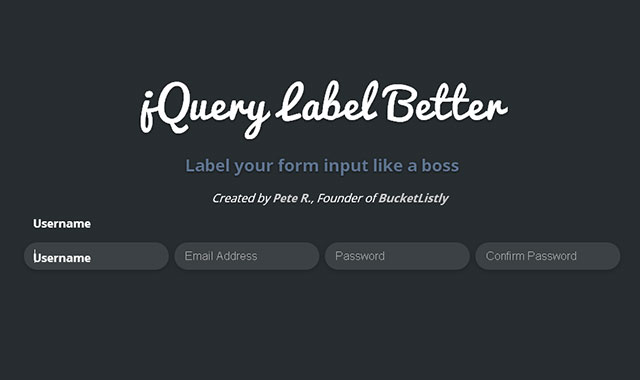 jQuery Label Better
Label your form input like a boss
Created by Pete R., Founder of BucketListly
Username
Username Email Address Password Confirm Password